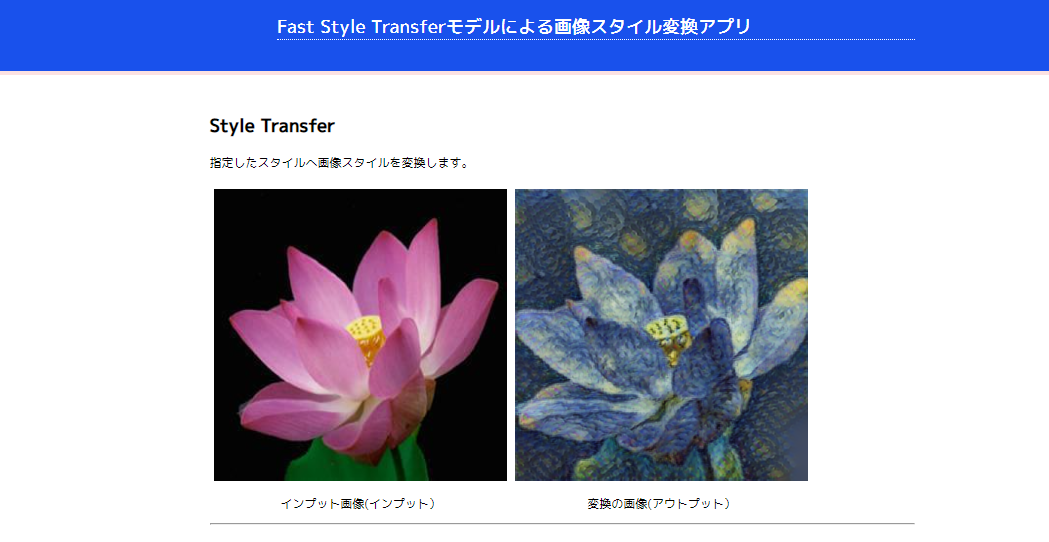 Fast Style Transferモデルによる画像スタイル変換アプリ
Style Transfer
指定したスタイルへ画像スタイルを変換します。
インプット画像(インプット)
変換の画像(アウトプット)